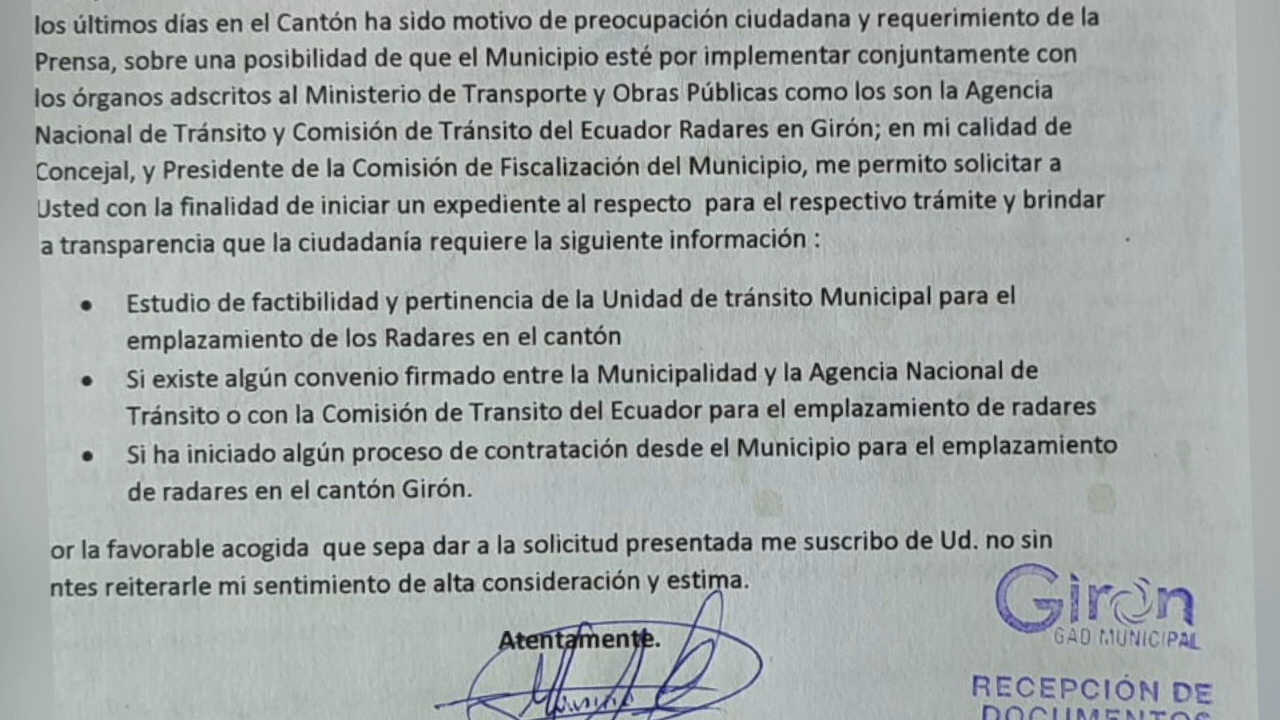 los últimos días en el Cantón ha sido motivo de preocupación ciudadana y requerimiento de la
Prensa, sobre una posibilidad de que el Municipio esté por implementar conjuntamente con
los órganos adscritos al Ministerio de Transporte y Obras Públicas como los son la Agencia
Nacional de Tránsito y Comisión de Tránsito del Ecuador Radares en Girón; en mi calidad de
Concejal, y Presidente de la Comisión de Fiscalización del Municipio, me permito solicitar a
Usted con la finalidad de iniciar un expediente al respecto para el respectivo trámite y brindar
a transparencia que la ciudadanía requiere la siguiente información :
• Estudio de factibilidad y pertinencia de la Unidad de tránsito Municipal para el
emplazamiento de los Radares en el cantón
• Si existe algún convenio firmado entre la Municipalidad y la Agencia Nacional de
Tránsito o con la Comisión de Transito del Ecuador para el emplazamiento de radares
• Si ha iniciado algún proceso de contratación desde el Municipio para el emplazamiento
de radares en el cantón Girón.
or la favorable acogida que sepa dar a la solicitud presentada me suscribo de Ud. no sin
ntes reiterarle mi sentimiento de alta consideración y estima.
Atentamente.
Girón
GAD MUNICIPAL
RECEPCIÓN DE
DOCUMENTOS